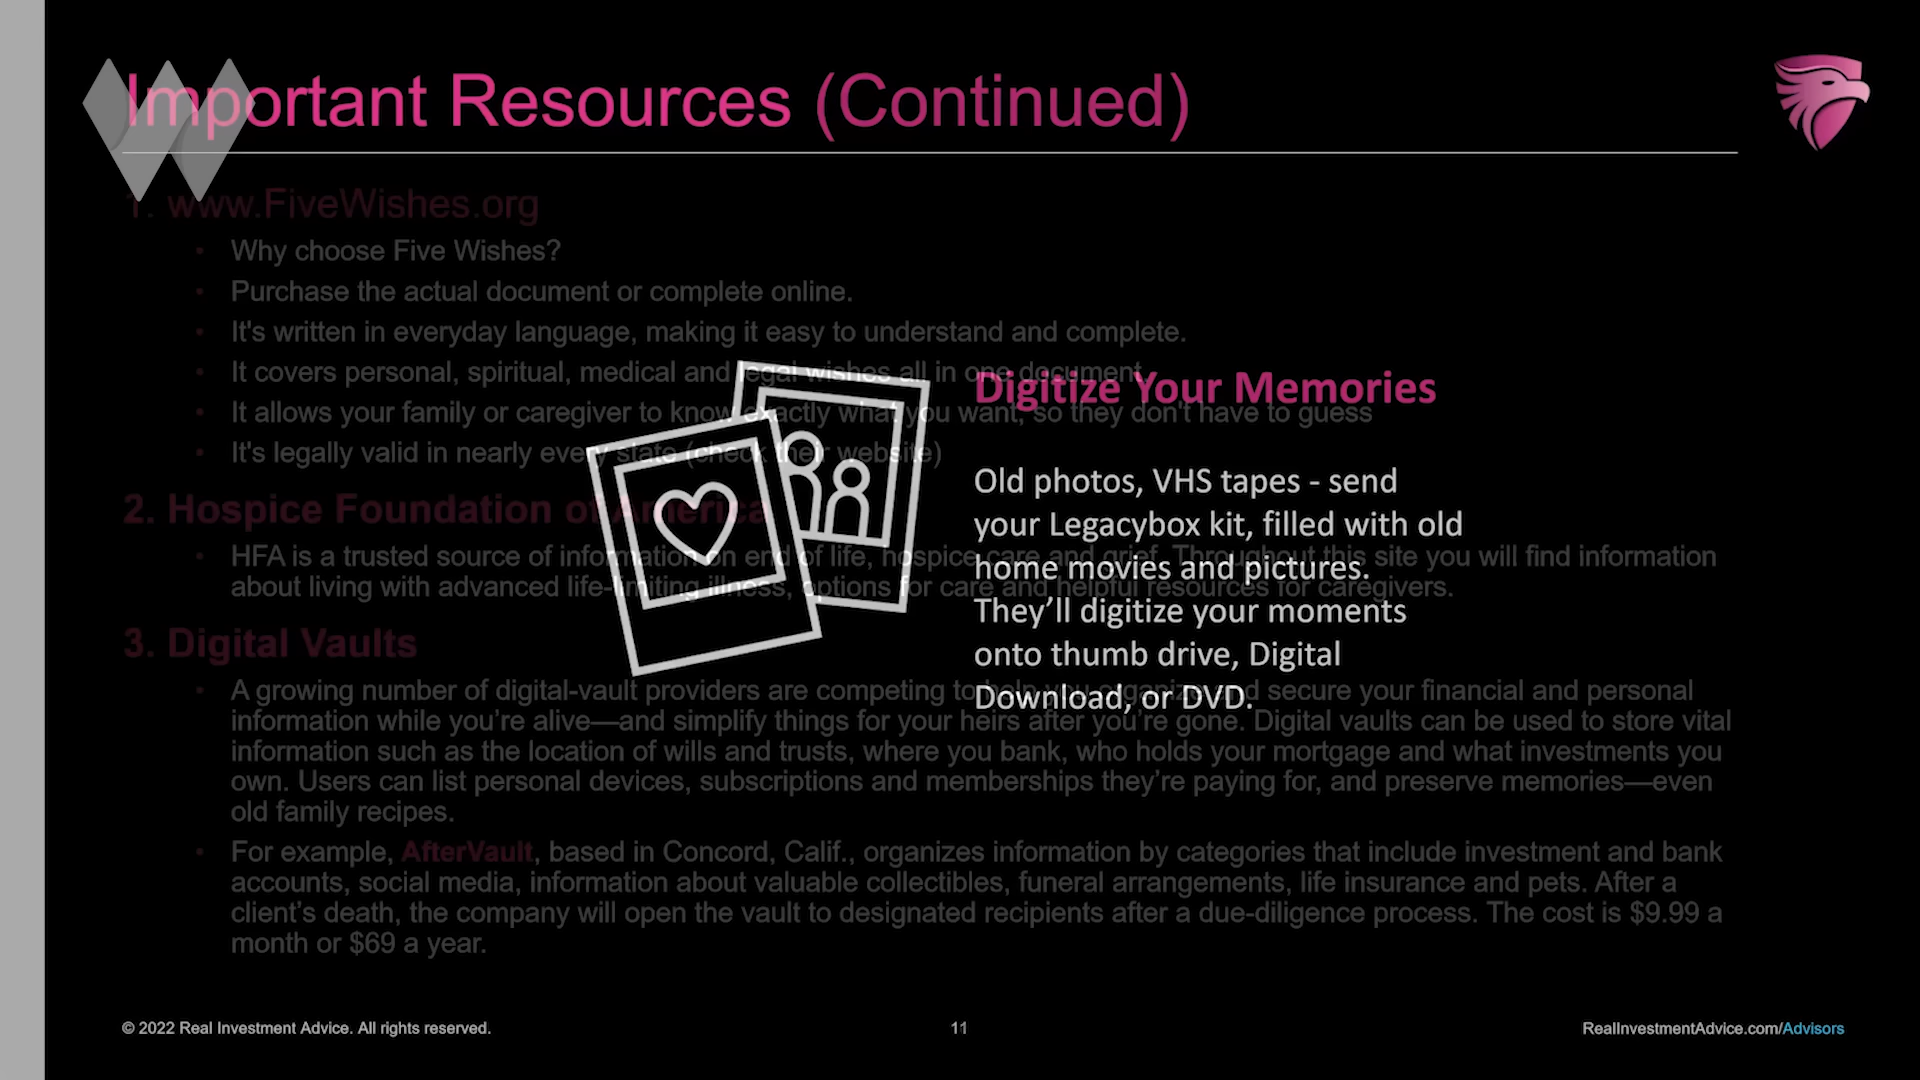 Important Resources (Continued)
1. www.FiveWishes.org
• Why choose Five Wishes?
• Purchase the actual document or complete online.
• It's written in everyday language, making it easy to understand and complete.
• It covers personal, spiritual, medical and legal wishes all in one document
• It allows your family or caregiver to know exactly what you want, so they don't have to guess
• It's legally valid in nearly every state (check their website)
2. Hospice Foundation of America
• HFA is a trusted source of information on end of life, hospice care and grief. Throughout this site you will find information
about living with advanced life-limiting illness, options for care and helpful resources for caregivers.
3. Digital Vaults
• A growing number of digital-vault providers are competing to help you organize and secure your financial and personal
information while you’re alive—and simplify things for your heirs after you’re gone. Digital vaults can be used to store vital
information such as the location of wills and trusts, where you bank, who holds your mortgage and what investments you
own. Users can list personal devices, subscriptions and memberships they’re paying for, and preserve memories—even
old family recipes.
• For example, AfterVault, based in Concord, Calif., organizes information by categories that include investment and bank
accounts, social media, information about valuable collectibles, funeral arrangements, life insurance and pets. After a
client’s death, the company will open the vault to designated recipients after a due-diligence process. The cost is $9.99 a
month or $69 a year.
Digitize Your Memories
Old photos, VHS tapes - send
your Legacybox kit, filled with old
home movies and pictures.
They’ll digitize your moments
onto thumb drive, Digital
Download, or DVD.
© 2022 Real Investment Advice. All rights reserved.
11
RealInvestmentAdvice.com/Advisors